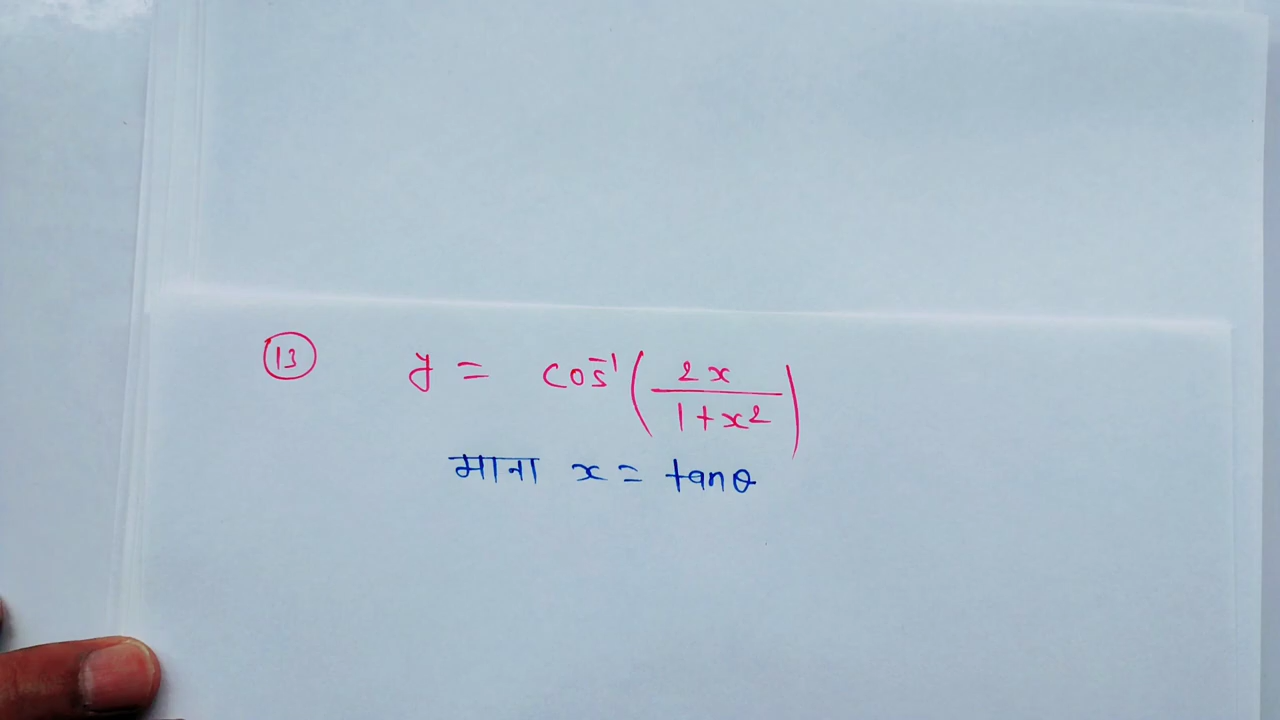 13 y = cos⁻¹(2x/1+x²)
माना x = tanθ